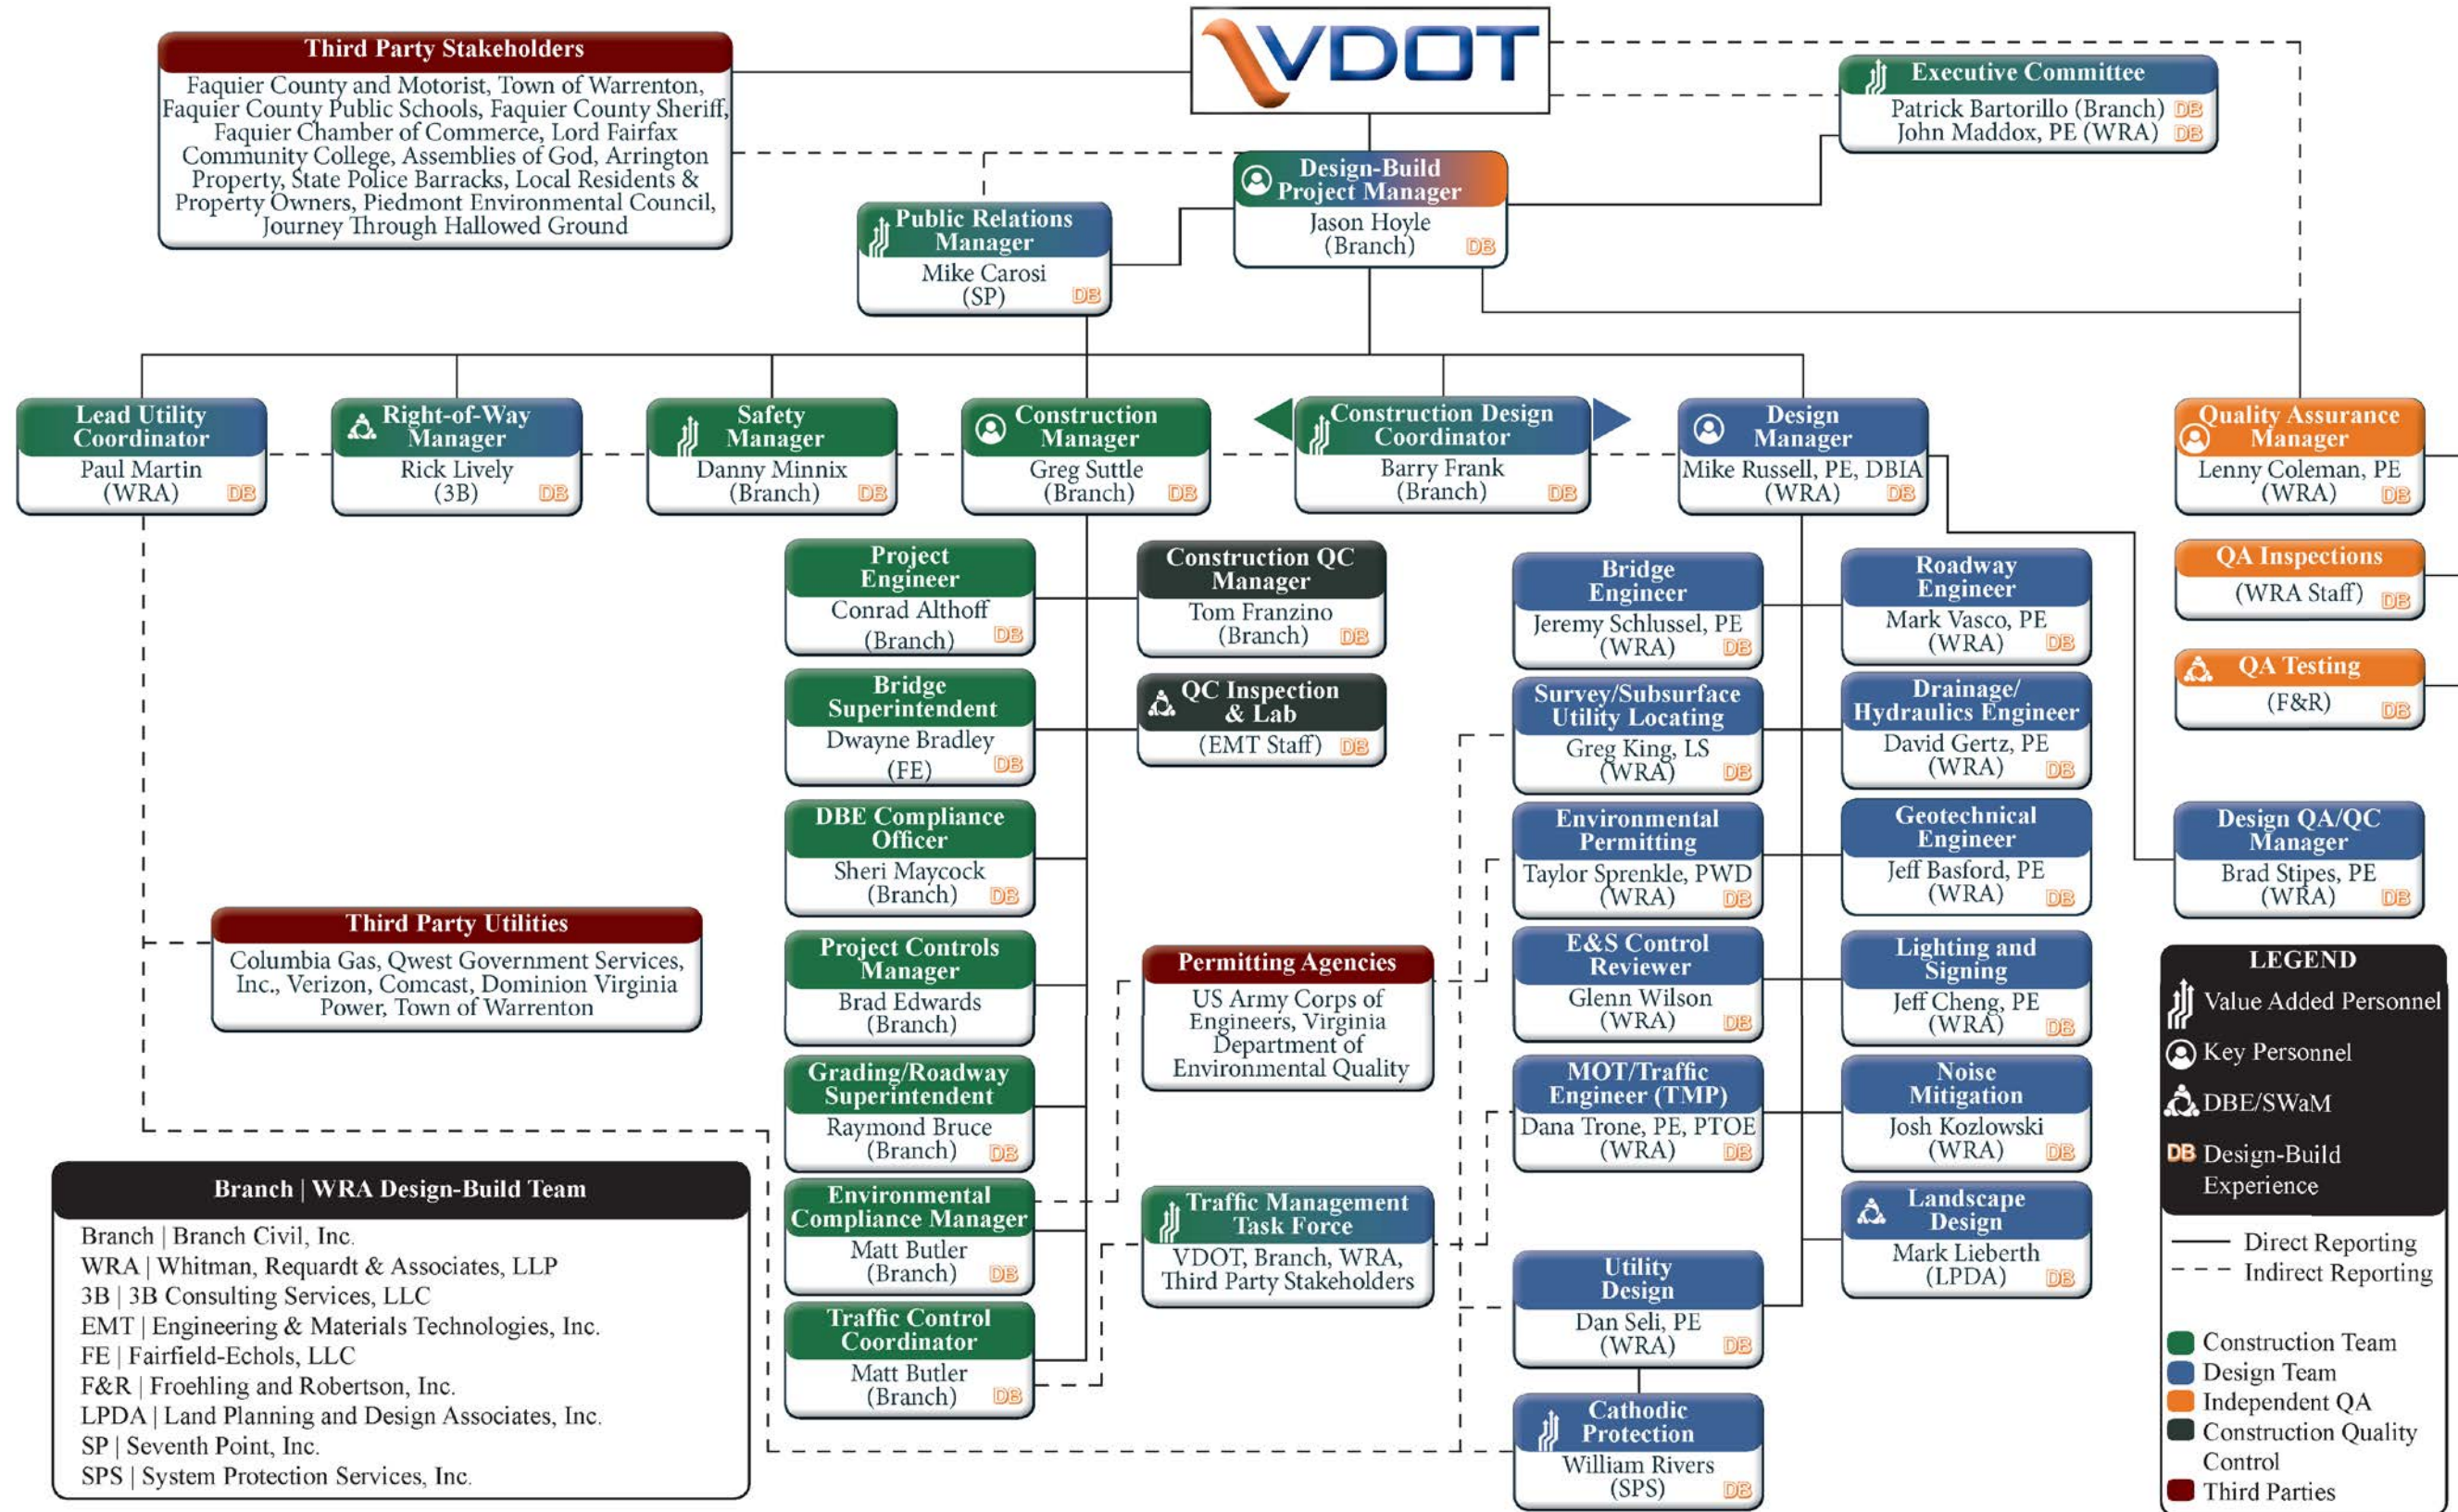 VDOT
Third Party Stakeholders
Faquier County and Motorist, Town of Warrenton,
Faquier County Public Schools, Faquier County Sheriff,
Faquier Chamber of Commerce, Lord Fairfax
Community College, Assemblies of God, Arrington
Property, State Police Barracks, Local Residents &
Property Owners, Piedmont Environmental Council,
Journey Through Hallowed Ground
Executive Committee
Patrick Bartorillo (Branch) DB
John Maddox, PE (WRA) DB
Design-Build
Project Manager
Jason Hoyle
(Branch) DB
Public Relations
Manager
Mike Carosi
(SP) DB
Lead Utility
Coordinator
Paul Martin
(WRA) DB
Right-of-Way
Manager
Rick Lively
(3B) DB
Safety
Manager
Danny Minnix
(Branch) DB
Construction
Manager
Greg Suttle
(Branch) DB
Construction Design
Coordinator
Barry Frank
(Branch) DB
Design
Manager
Mike Russell, PE, DBIA
(WRA) DB
Quality Assurance
Manager
Lenny Coleman, PE
(WRA) DB
Project
Engineer
Conrad Althoff
(Branch) DB
Construction QC
Manager
Tom Franzino
(Branch) DB
Bridge
Engineer
Jeremy Schlussel, PE
(WRA) DB
Roadway
Engineer
Mark Vasco, PE
(WRA) DB
QA Inspections
(WRA Staff) DB
Bridge
Superintendent
Dwayne Bradley
(FE) DB
QC Inspection
& Lab
(EMT Staff) DB
Survey/Subsurface
Utility Locating
Greg King, LS
(WRA) DB
Drainage/
Hydraulics Engineer
David Gertz, PE
(WRA) DB
QA Testing
(F&R) DB
DBE Compliance
Officer
Sheri Maycock
(Branch) DB
Environmental
Permitting
Taylor Sprenkle, PWD
(WRA) DB
Geotechnical
Engineer
Jeff Basford, PE
(WRA) DB
Design QA/QC
Manager
Brad Stipes, PE
(WRA) DB
Third Party Utilities
Columbia Gas, Qwest Government Services,
Inc., Verizon, Comcast, Dominion Virginia
Power, Town of Warrenton
Project Controls
Manager
Brad Edwards
(Branch)
Permitting Agencies
US Army Corps of
Engineers, Virginia
Department of
Environmental Quality
E&S Control
Reviewer
Glenn Wilson
(WRA) DB
Lighting and
Signing
Jeff Cheng, PE
(WRA) DB
Grading/Roadway
Superintendent
Raymond Bruce
(Branch) DB
MOT/Traffic
Engineer (TMP)
Dana Trone, PE, PTOE
(WRA) DB
Noise
Mitigation
Josh Kozlowski
(WRA) DB
Environmental
Compliance Manager
Matt Butler
(Branch) DB
Traffic Management
Task Force
VDOT, Branch, WRA,
Third Party Stakeholders
Landscape
Design
Mark Lieberth
(LPDA) DB
Utility
Design
Dan Seli, PE
(WRA) DB
Traffic Control
Coordinator
Matt Butler
(Branch) DB
Cathodic
Protection
William Rivers
(SPS) DB
Branch | WRA Design-Build Team
Branch | Branch Civil, Inc.
WRA | Whitman, Requardt & Associates, LLP
3B | 3B Consulting Services, LLC
EMT | Engineering & Materials Technologies, Inc.
FE | Fairfield-Echols, LLC
F&R | Froehling and Robertson, Inc.
LPDA | Land Planning and Design Associates, Inc.
SP | Seventh Point, Inc.
SPS | System Protection Services, Inc.
LEGEND
Value Added Personnel
Key Personnel
DBE/SWaM
DB Design-Build
Experience
Direct Reporting
Indirect Reporting
Construction Team
Design Team
Independent QA
Construction Quality
Control
Third Parties